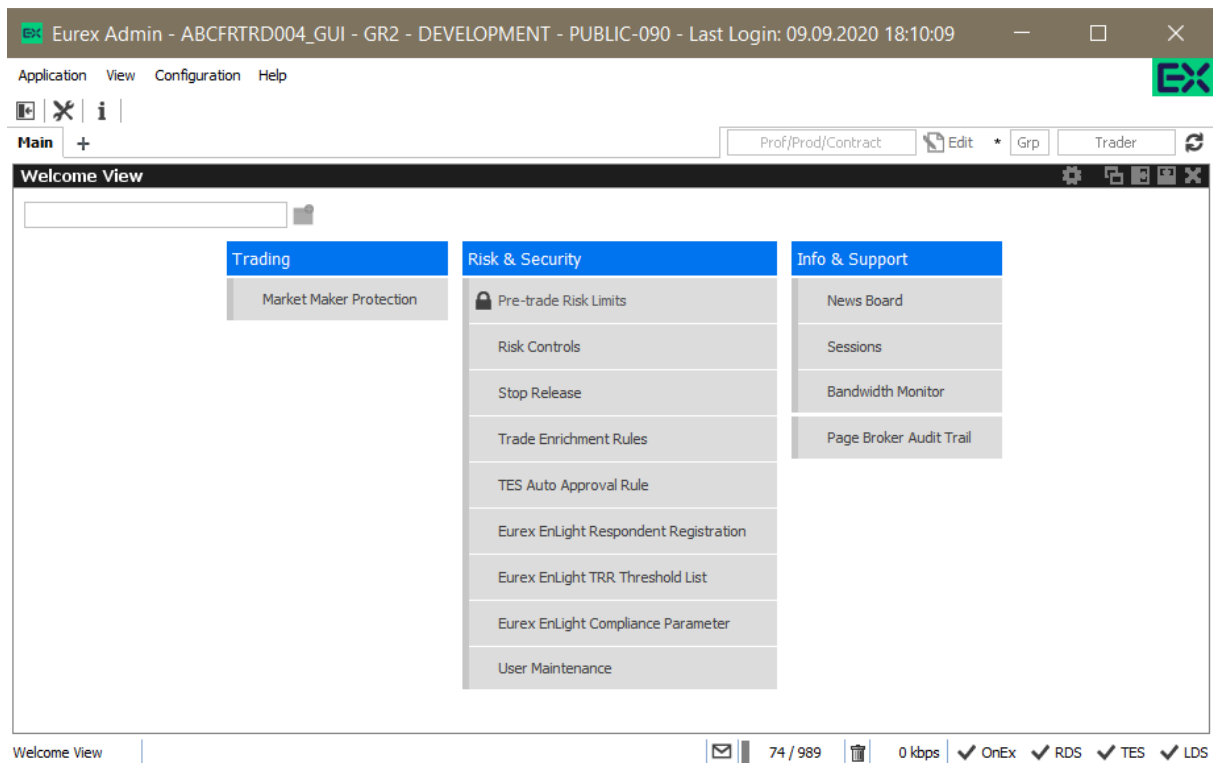 EX Eurex Admin - ABCFRTRD004_GUI - GR2 - DEVELOPMENT - PUBLIC-090 - Last Login: 09.09.2020 18:10:09
Application View Configuration Help
EX
Main +
Prof/Prod/Contract Edit * Grp Trader
Welcome View
Trading
Market Maker Protection
Risk & Security
Pre-trade Risk Limits
Risk Controls
Stop Release
Trade Enrichment Rules
TES Auto Approval Rule
Eurex EnLight Respondent Registration
Eurex EnLight TRR Threshold List
Eurex EnLight Compliance Parameter
User Maintenance
Info & Support
News Board
Sessions
Bandwidth Monitor
Page Broker Audit Trail
Welcome View 74 / 989 0 kbps OnEx RDS TES LDS